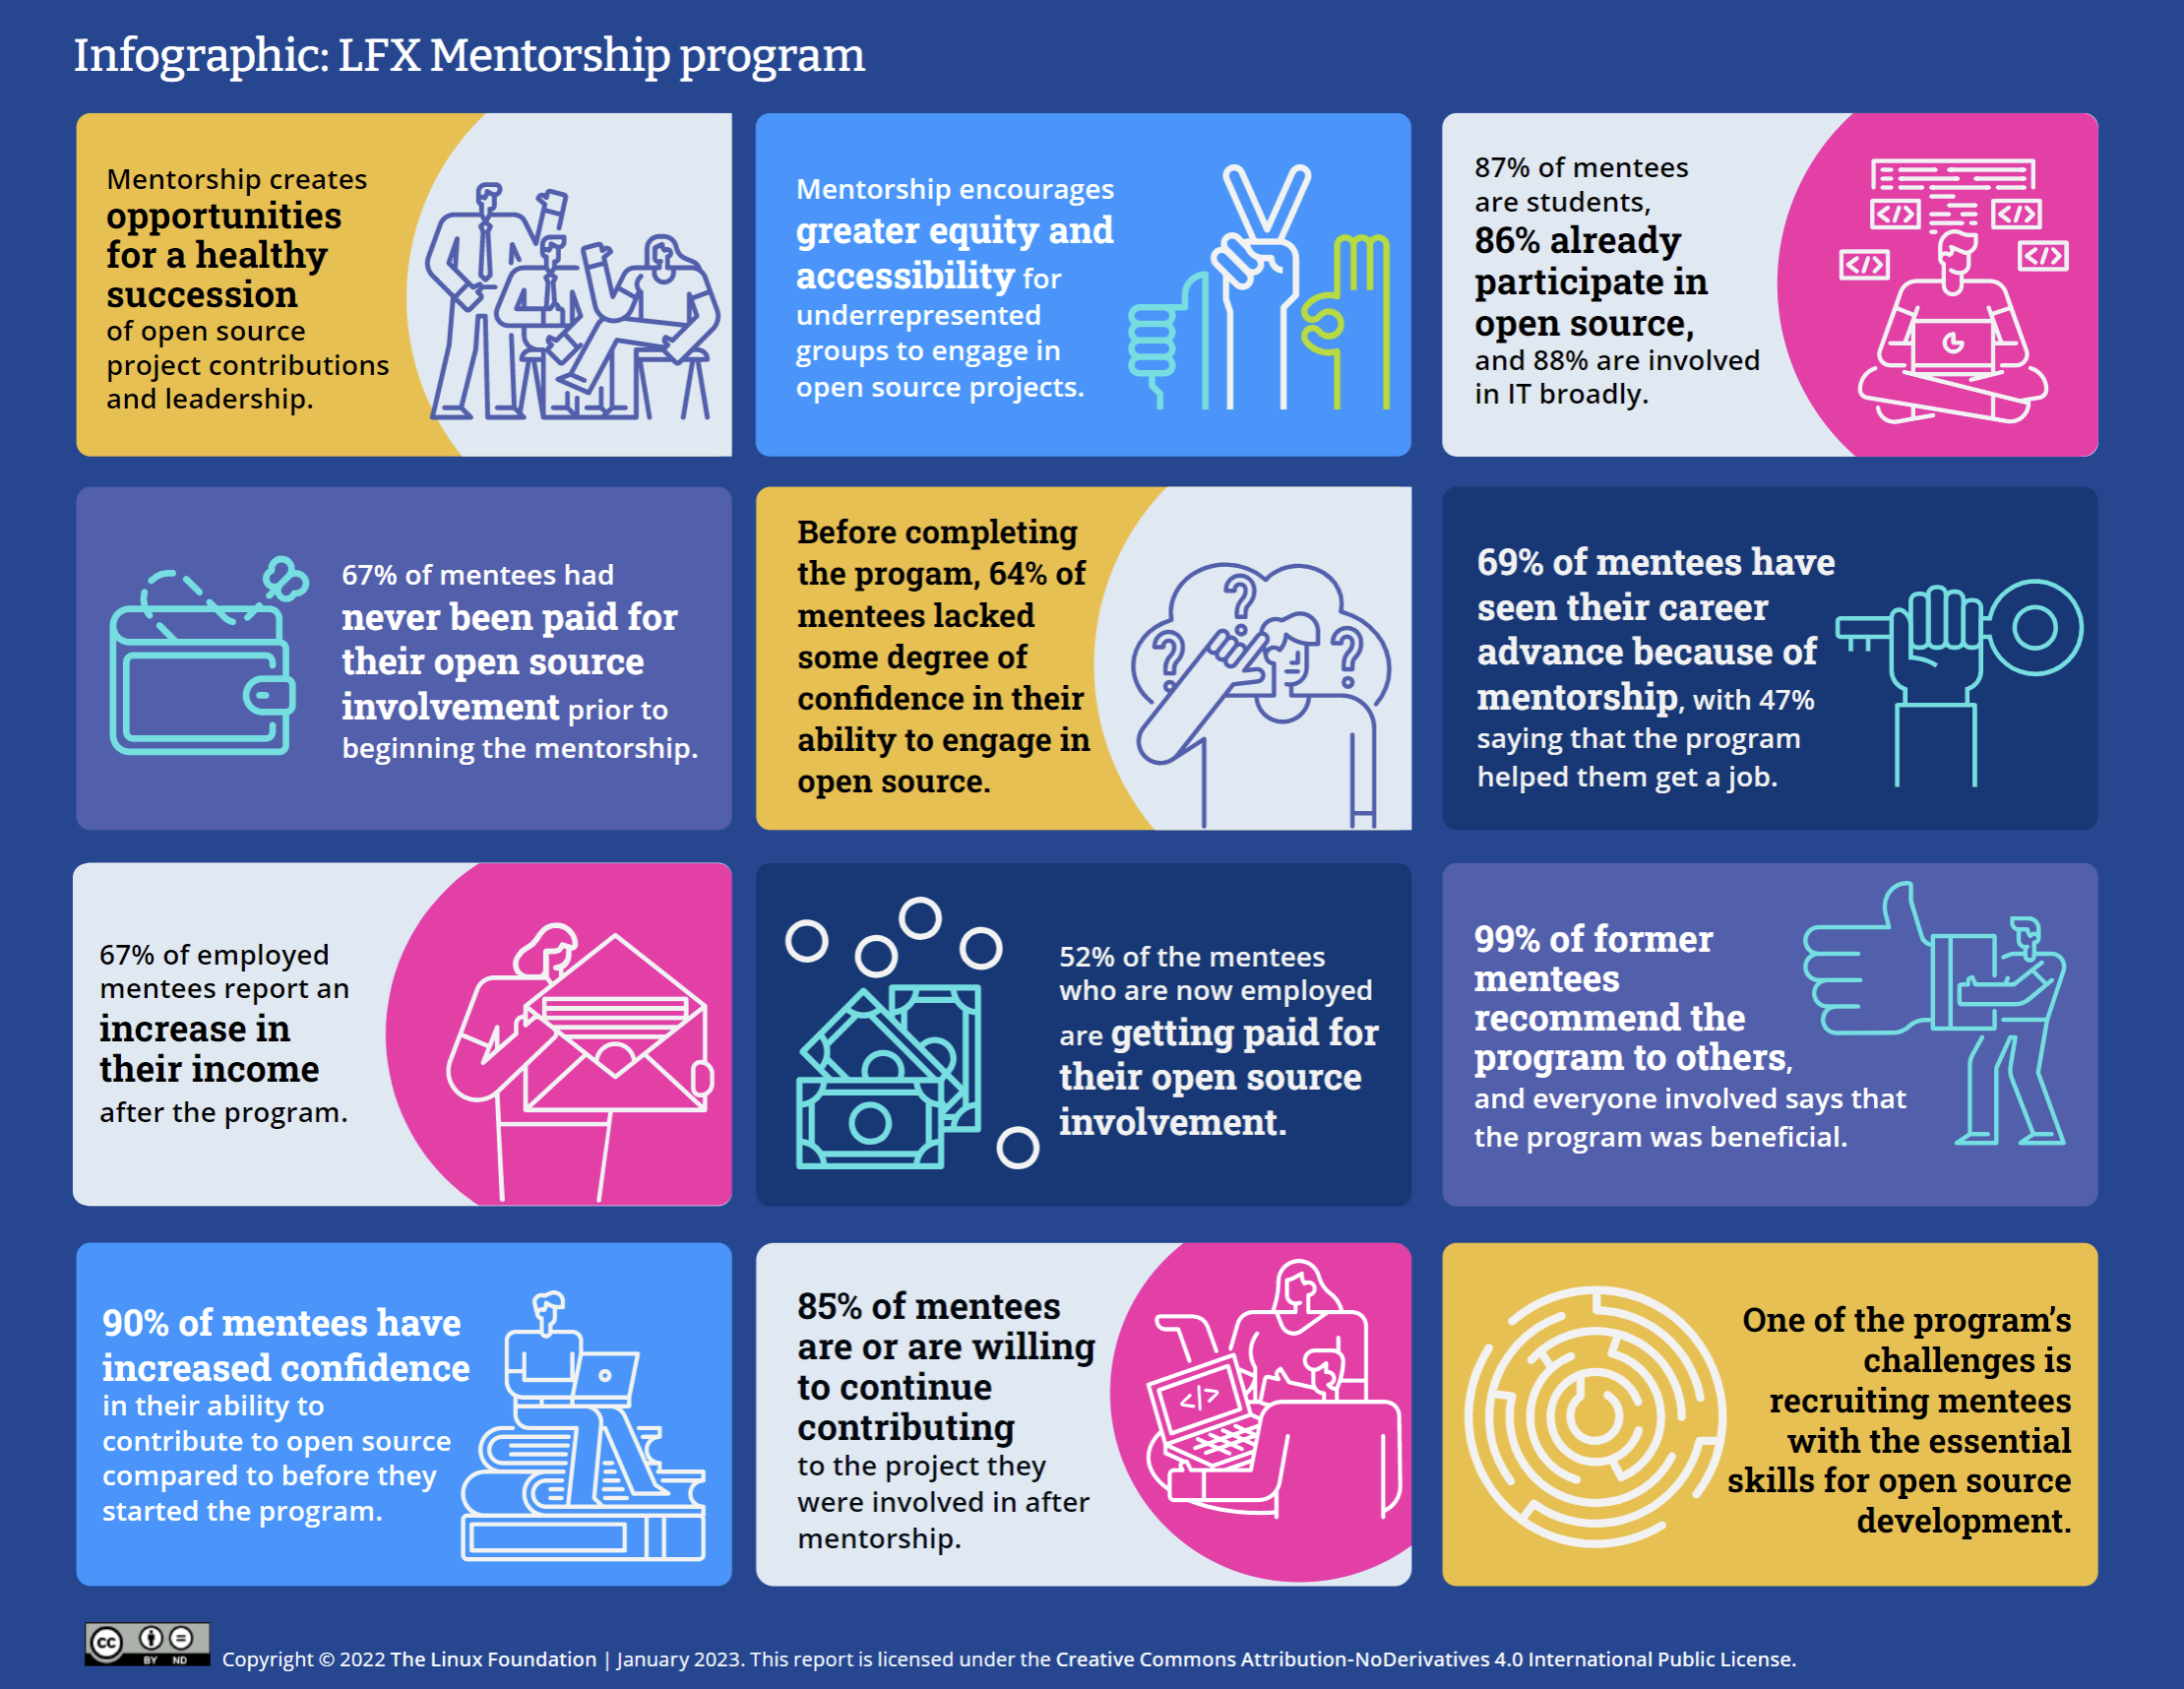 Infographic: LFX Mentorship program
Mentorship creates
opportunities
for a healthy
succession
of open source
project contributions
and leadership.
Mentorship encourages
greater equity and
accessibility for
underrepresented
groups to engage in
open source projects.
87% of mentees
are students,
86% already
participate in
open source,
and 88% are involved
in IT broadly.
</>
</>
</>
</>
67% of mentees had
never been paid for
their open source
involvement prior to
beginning the mentorship.
Before completing
the progam, 64% of
mentees lacked
some degree of
confidence in their
ability to engage in
open source.
?
?
?
69% of mentees have
seen their career
advance because of
mentorship, with 47%
saying that the program
helped them get a job.
67% of employed
mentees report an
increase in
their income
after the program.
52% of the mentees
who are now employed
are getting paid for
their open source
involvement.
99% of former
mentees
recommend the
program to others,
and everyone involved says that
the program was beneficial.
90% of mentees have
increased confidence
in their ability to
contribute to open source
compared to before they
started the program.
85% of mentees
are or are willing
to continue
contributing
to the project they
were involved in after
mentorship.
</>
One of the program's
challenges is
recruiting mentees
with the essential
skills for open source
development.
cc = BY ND
Copyright © 2022 The Linux Foundation | January 2023. This report is licensed under the Creative Commons Attribution-NoDerivatives 4.0 International Public License.